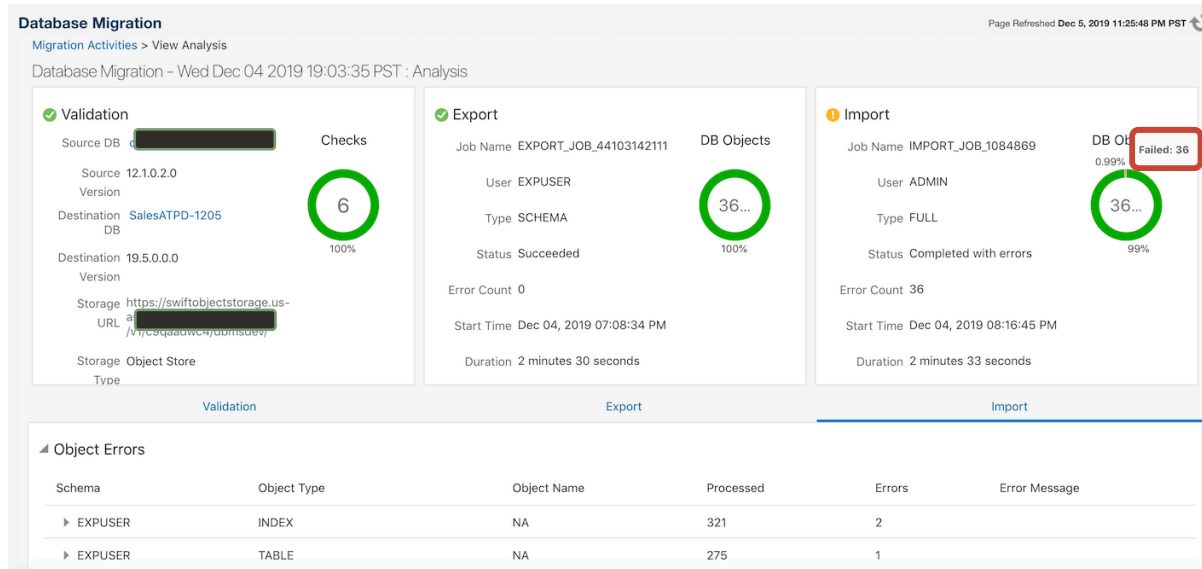 Database Migration
Page Refreshed Dec 5, 2019 11:25:48 PM PST
Migration Activities > View Analysis
Database Migration - Wed Dec 04 2019 19:03:35 PST : Analysis
Validation
Checks
Source DB
Source Version 12.1.0.2.0
Destination DB SalesATPD-1205
Destination Version 19.5.0.0.0
Storage URL https://swiftobjectstorage.us-
Storage Type Object Store
6
100%
Export
DB Objects
Job Name EXPORT_JOB_44103142111
User EXPUSER
Type SCHEMA
Status Succeeded
Error Count 0
Start Time Dec 04, 2019 07:08:34 PM
Duration 2 minutes 30 seconds
36...
100%
Import
DB
Failed: 36
0.99%
Job Name IMPORT_JOB_1084869
User ADMIN
Type FULL
Status Completed with errors
Error Count 36
Start Time Dec 04, 2019 08:16:45 PM
Duration 2 minutes 33 seconds
36...
99%
Validation
Export
Import
Object Errors
Schema Object Type Object Name Processed Errors Error Message
EXPUSER INDEX NA 321 2
EXPUSER TABLE NA 275 1